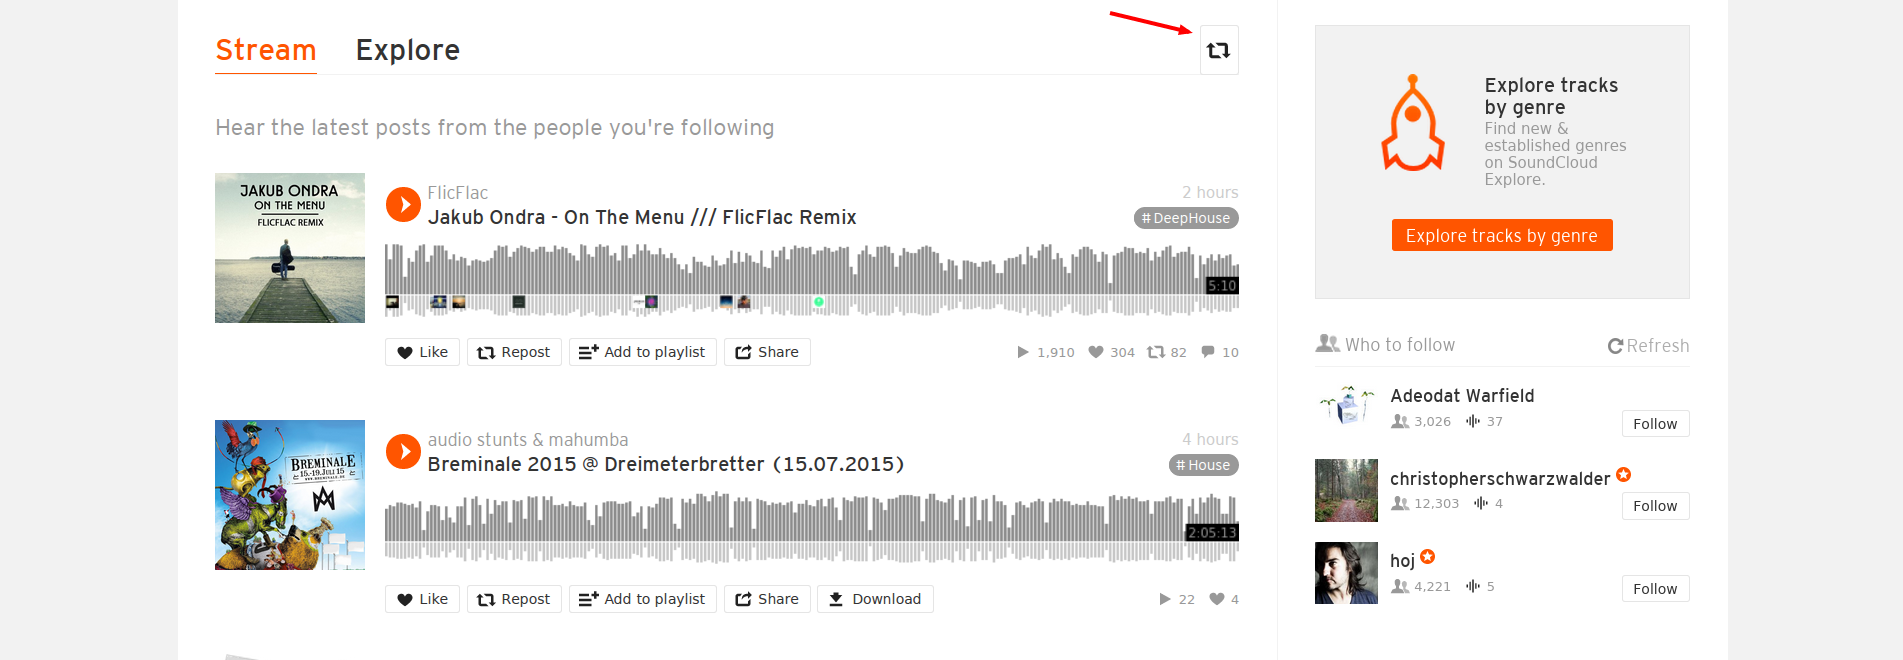 Stream Explore
Hear the latest posts from the people you're following
JAKUB ONDRA
ON THE MENU
FLICFLAC REMIX
FlicFlac
2 hours
Jakub Ondra - On The Menu /// FlicFlac Remix
# DeepHouse
5:10
Like Repost Add to playlist Share
1,910 304 82 10
BREMINALE
15.-19. JULI 15
WWW.BREMINALE.DE
audio stunts & mahumba
4 hours
Breminale 2015 @ Dreimeterbretter (15.07.2015)
# House
2:05:13
Like Repost Add to playlist Share Download
22 4
Explore tracks
by genre
Find new &
established genres
on SoundCloud
Explore.
Explore tracks by genre
Who to follow
Refresh
Adeodat Warfield
3,026 37
Follow
christopherschwarzwalder
12,303 4
Follow
hoj
4,221 5
Follow